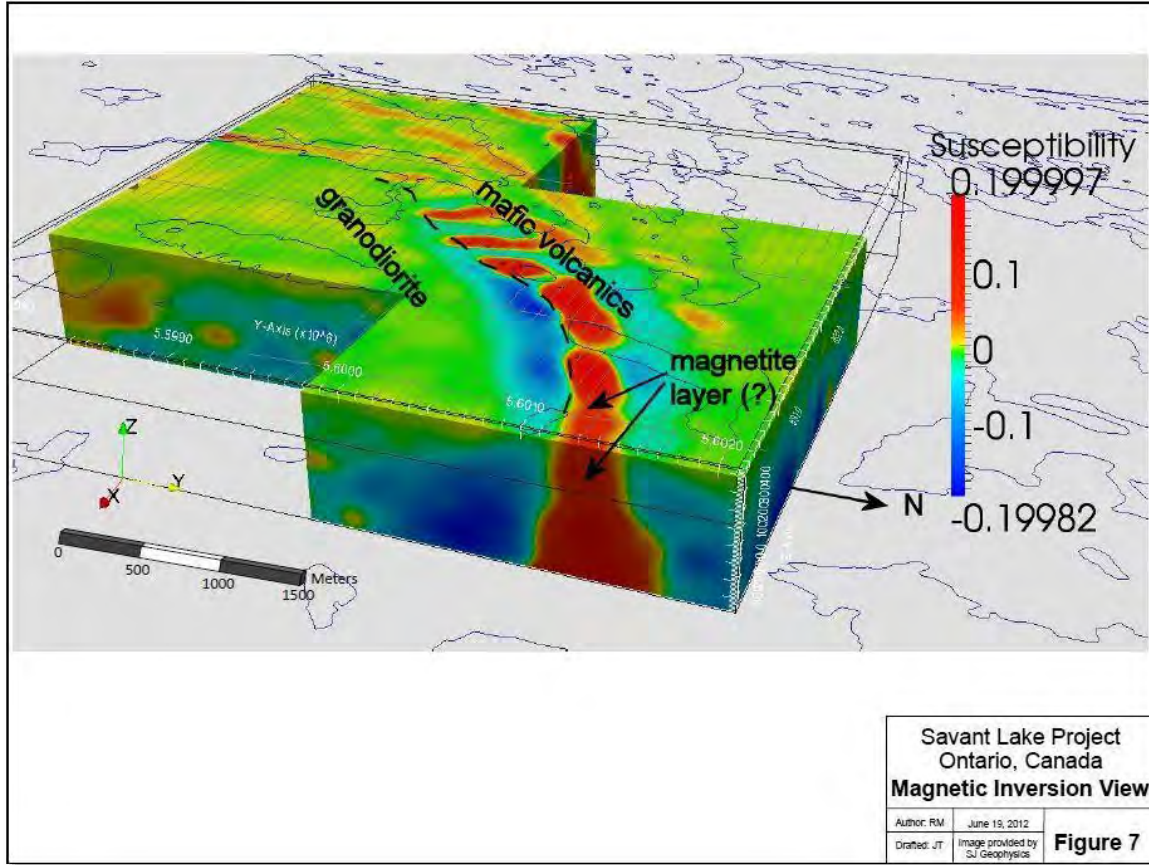 Susceptibility
0.199997
0.1
0
-0.1
-0.19982
mafic volcanics
granodiorite
magnetite
layer (?)
Y-Axis (x10^6)
5.5990
5.6000
5.6010
5.6020
Z
Y
X
N
0
500
1000
1500
Meters
Savant Lake Project
Ontario, Canada
Magnetic Inversion View
Author: RM
June 19, 2012
Drafted: JT
Image provided by
SJ Geophysics
Figure 7